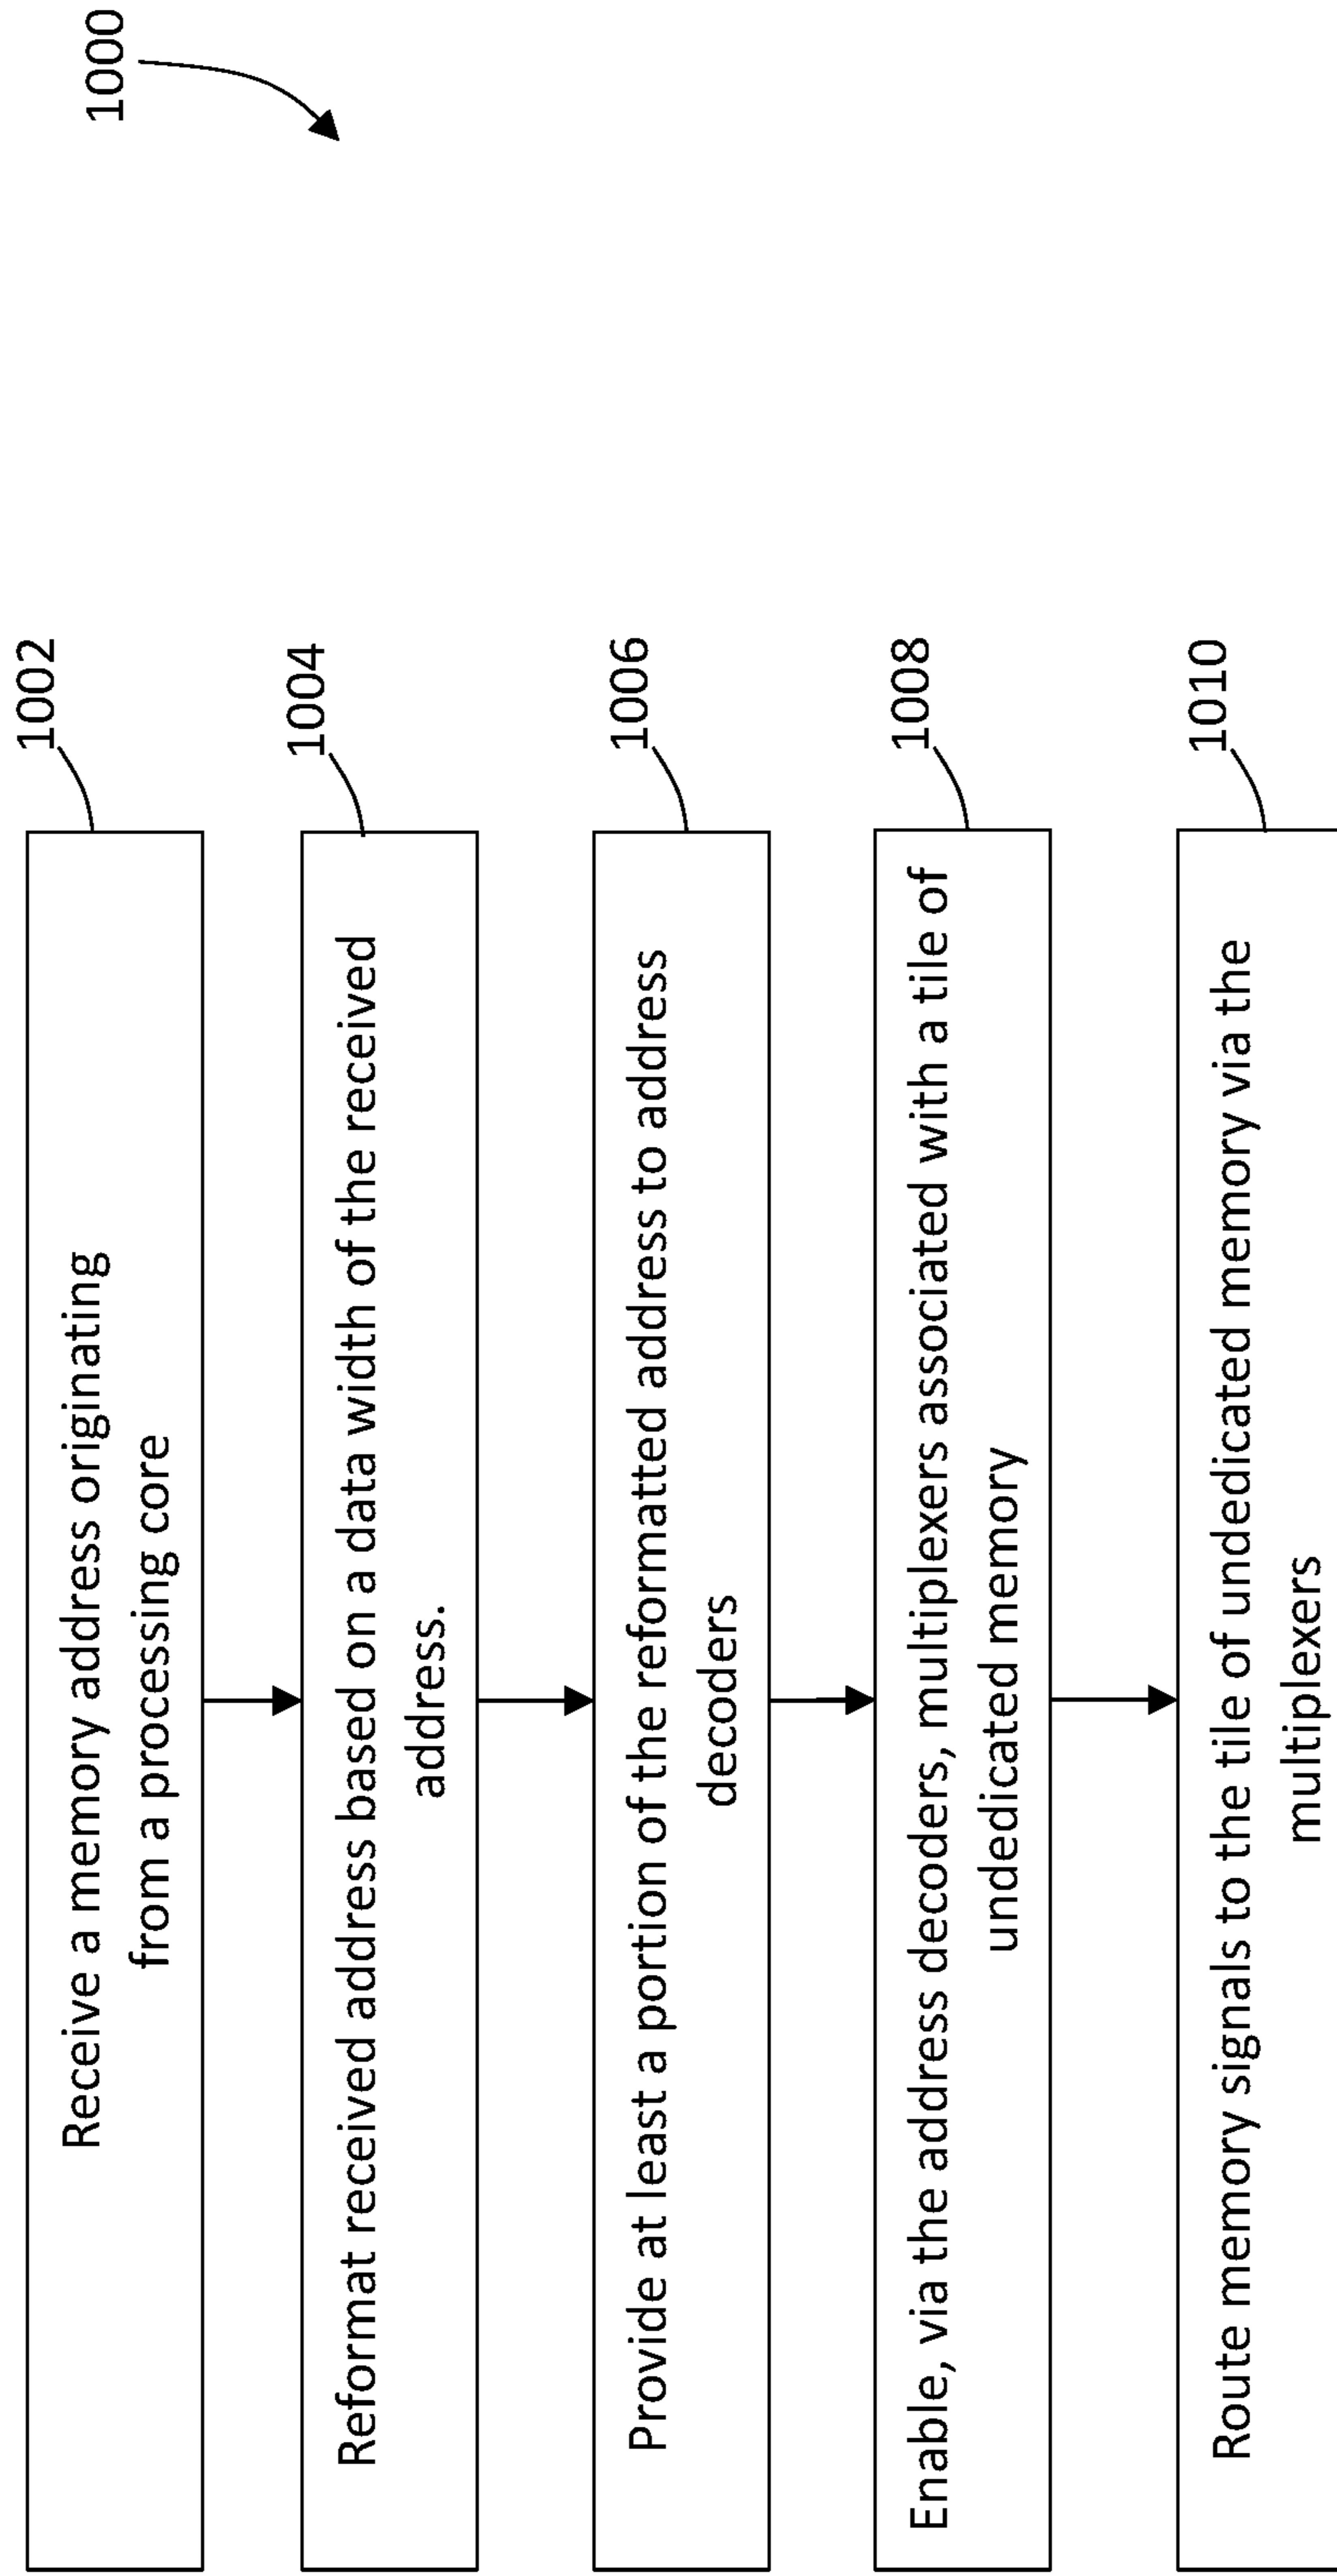 1000
1002
Receive a memory address originating
from a processing core
1004
Reformat received address based on a data width of the received
address.
1006
Provide at least a portion of the reformatted address to address
decoders
1008
Enable, via the address decoders, multiplexers associated with a tile of
undedicated memory
1010
Route memory signals to the tile of undedicated memory via the
multiplexers